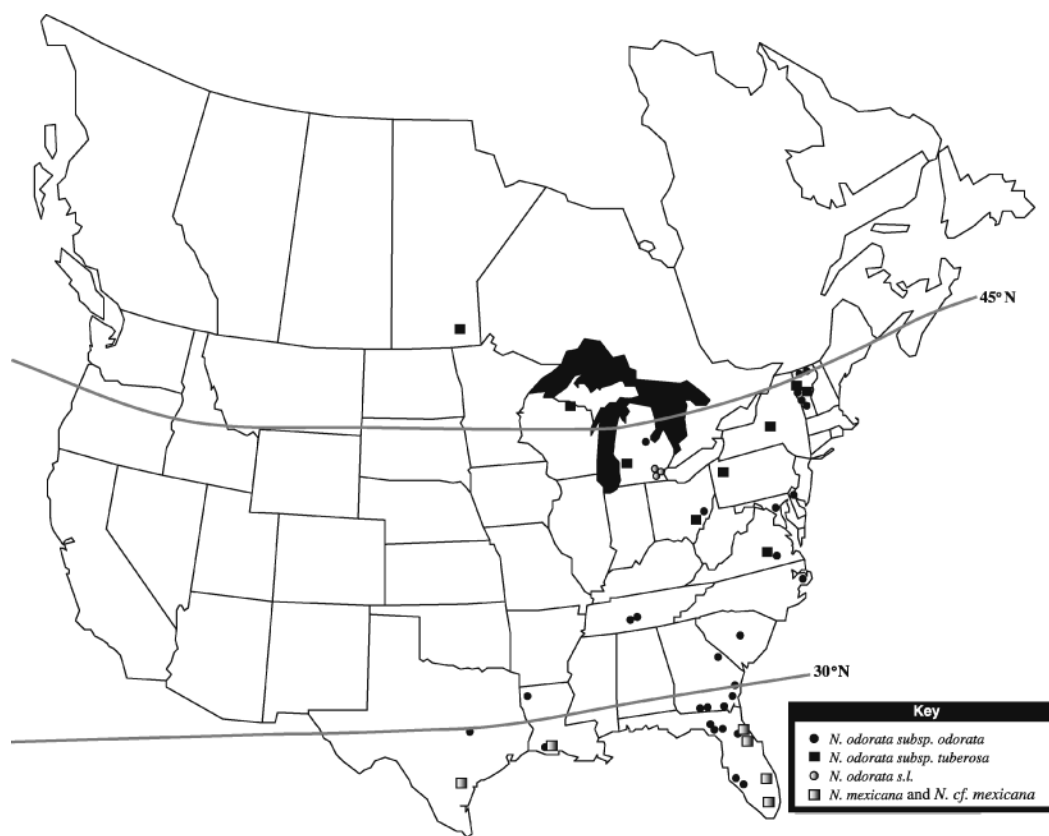 45° N
30° N
Key
N. odorata subsp. odorata
N. odorata subsp. tuberosa
N. odorata s.l.
N. mexicana and N. cf. mexicana